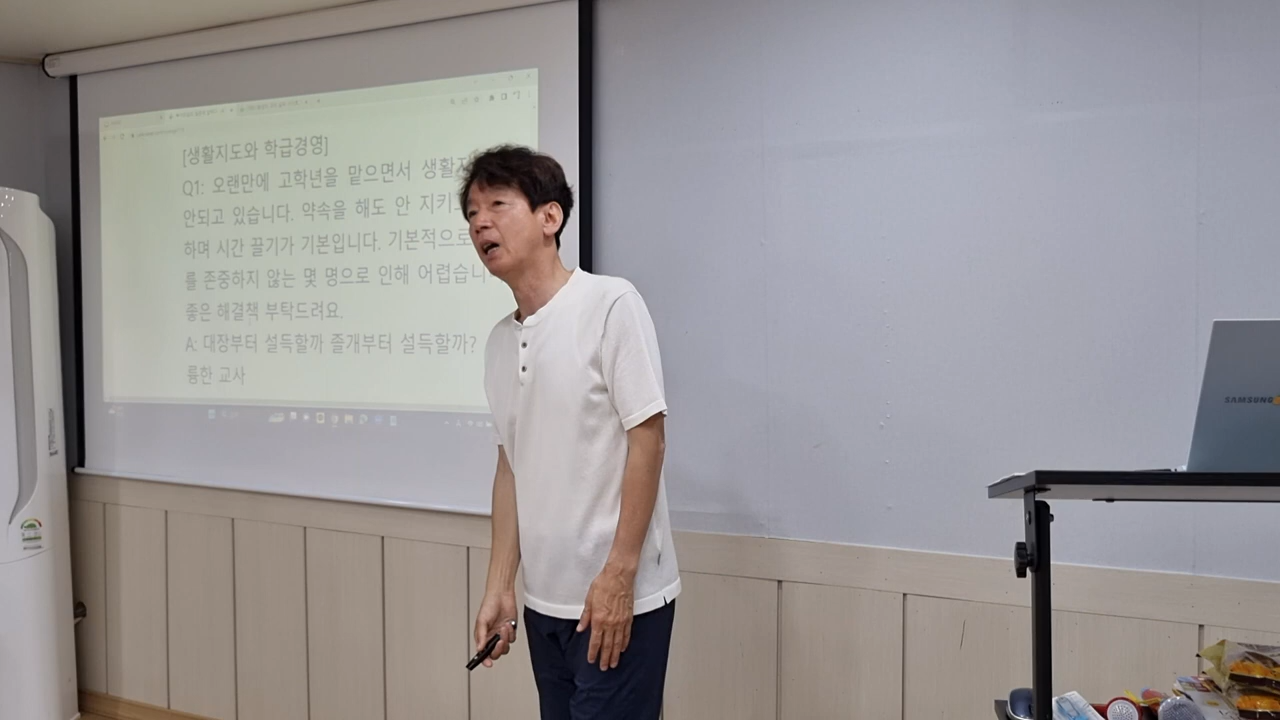 [생활지도와 학급경영]
Q1: 오랜만에 고학년을 맡으면서 생활지
안되고 있습니다. 약속을 해도 안 지키
하며 시간 끌기가 기본입니다. 기본적으로
를 존중하지 않는 몇 명으로 인해 어렵습니
좋은 해결책 부탁드려요.
A: 대장부터 설득할까 졸개부터 설득할까?
륭한 교사
SAMSUNG